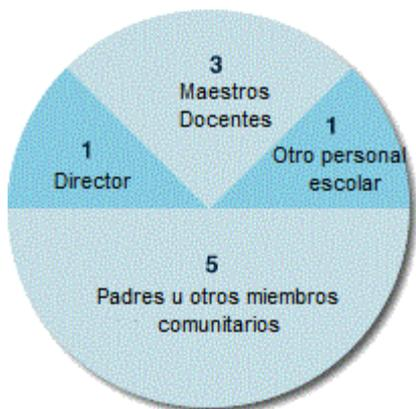 3
Maestros
Docentes
1
Director
1
Otro personal
escolar
5
Padres u otros miembros
comunitarios